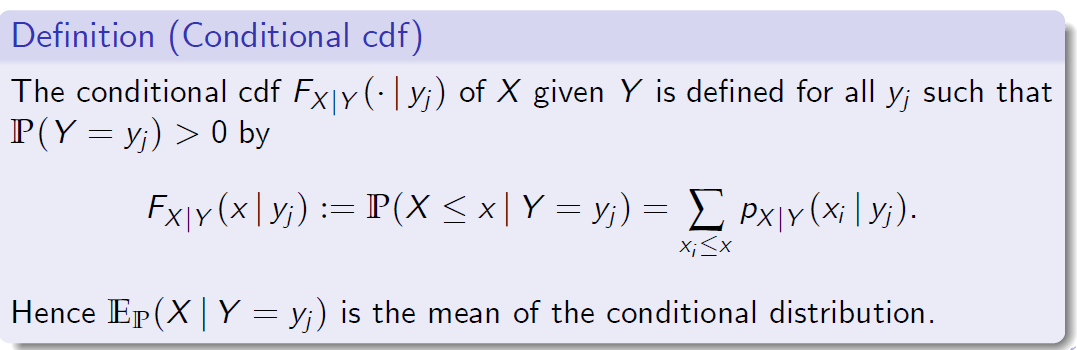 Definition (Conditional cdf)
The conditional cdf F_{X|Y}(· | y_j) of X given Y is defined for all y_j such that
ℙ(Y = y_j) > 0 by
F_{X|Y}(x | y_j) := ℙ(X ≤ x | Y = y_j) = ∑_{x_i≤x} p_{X|Y}(x_i | y_j).
Hence 𝔼_ℙ(X | Y = y_j) is the mean of the conditional distribution.